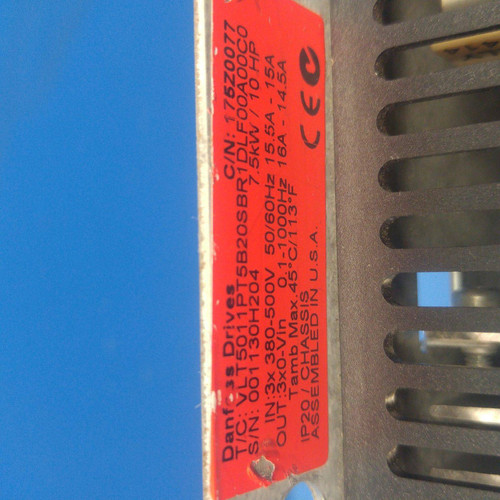 Danfoss Drives C/N: 175Z0077
T/C: VLT5011PT5B20SBR1DLF00A00C0
S/N: 001130H204 7.5kW / 10 HP
IN:3x 380-500V 50/60Hz 15.5A - 15A
OUT:3x0-Vin 0.1-1000Hz 16A - 14.5A
Tamb Max.45°C/113°F
IP20 / CHASSIS
ASSEMBLED IN U.S.A.
CE